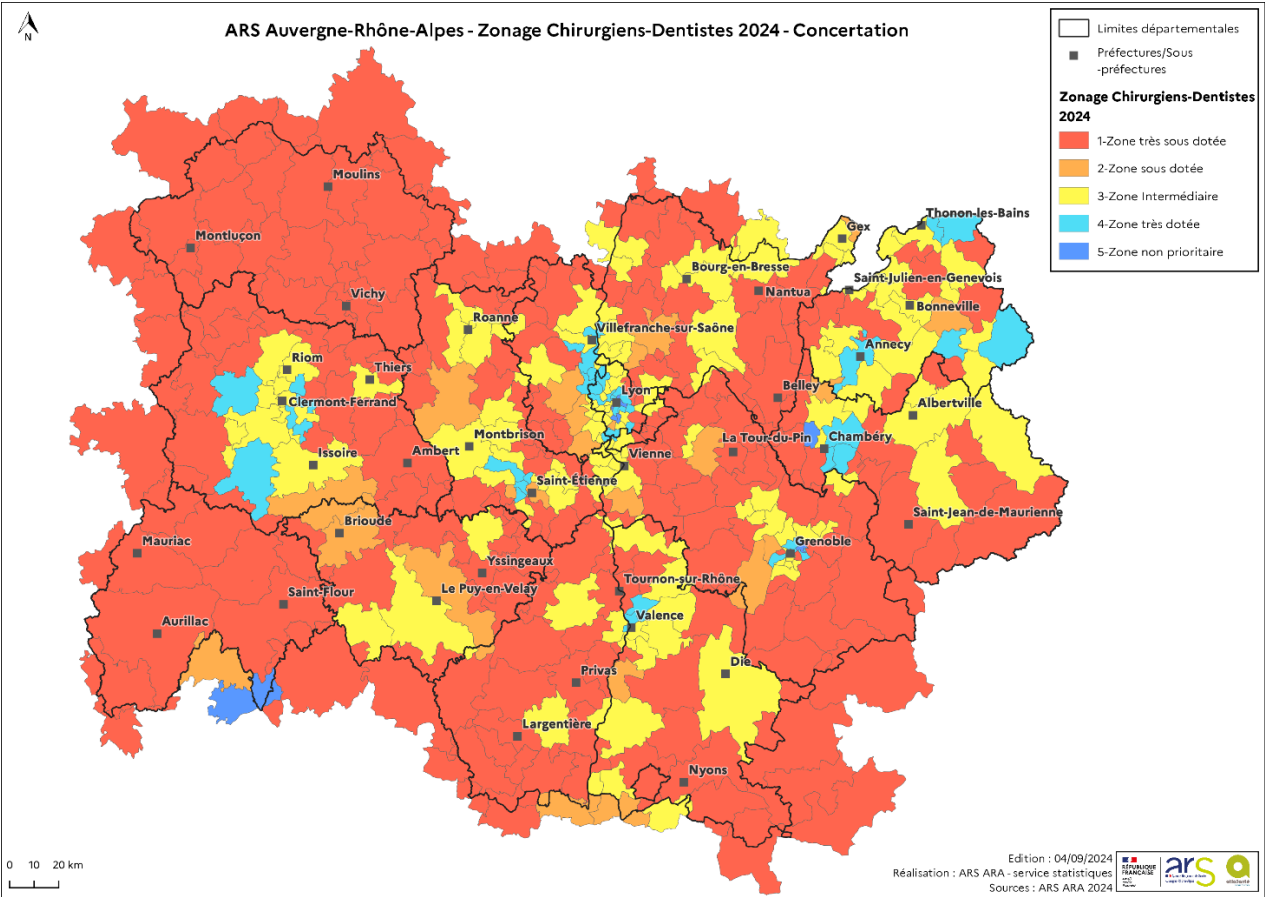 ARS Auvergne-Rhône-Alpes - Zonage Chirurgiens-Dentistes 2024 - Concertation
N
Limites départementales
Préfectures/Sous
-préfectures
Zonage Chirurgiens-Dentistes
2024
1-Zone très sous dotée
2-Zone sous dotée
3-Zone Intermédiaire
4-Zone très dotée
5-Zone non prioritaire
Moulins
Montluçon
Vichy
Thonon-les-Bains
Gex
Bourg-en-Bresse
Saint-Julien-en-Genevois
Nantua
Bonneville
Roanne
Villefranche-sur-Saône
Annecy
Riom
Thiers
Belley
Lyon
Clermont-Ferrand
Albertville
Montbrison
La Tour-du-Pin
Chambéry
Issoire
Ambert
Vienne
Saint-Étienne
Saint-Jean-de-Maurienne
Brioude
Mauriac
Grenoble
Yssingeaux
Tournon-sur-Rhône
Saint-Flour
Le Puy-en-Velay
Aurillac
Valence
Die
Privas
Largentière
Nyons
0 10 20 km
Edition : 04/09/2024
Réalisation : ARS ARA - service statistiques
Sources : ARS ARA 2024
RÉPUBLIQUE
FRANÇAISE
ars